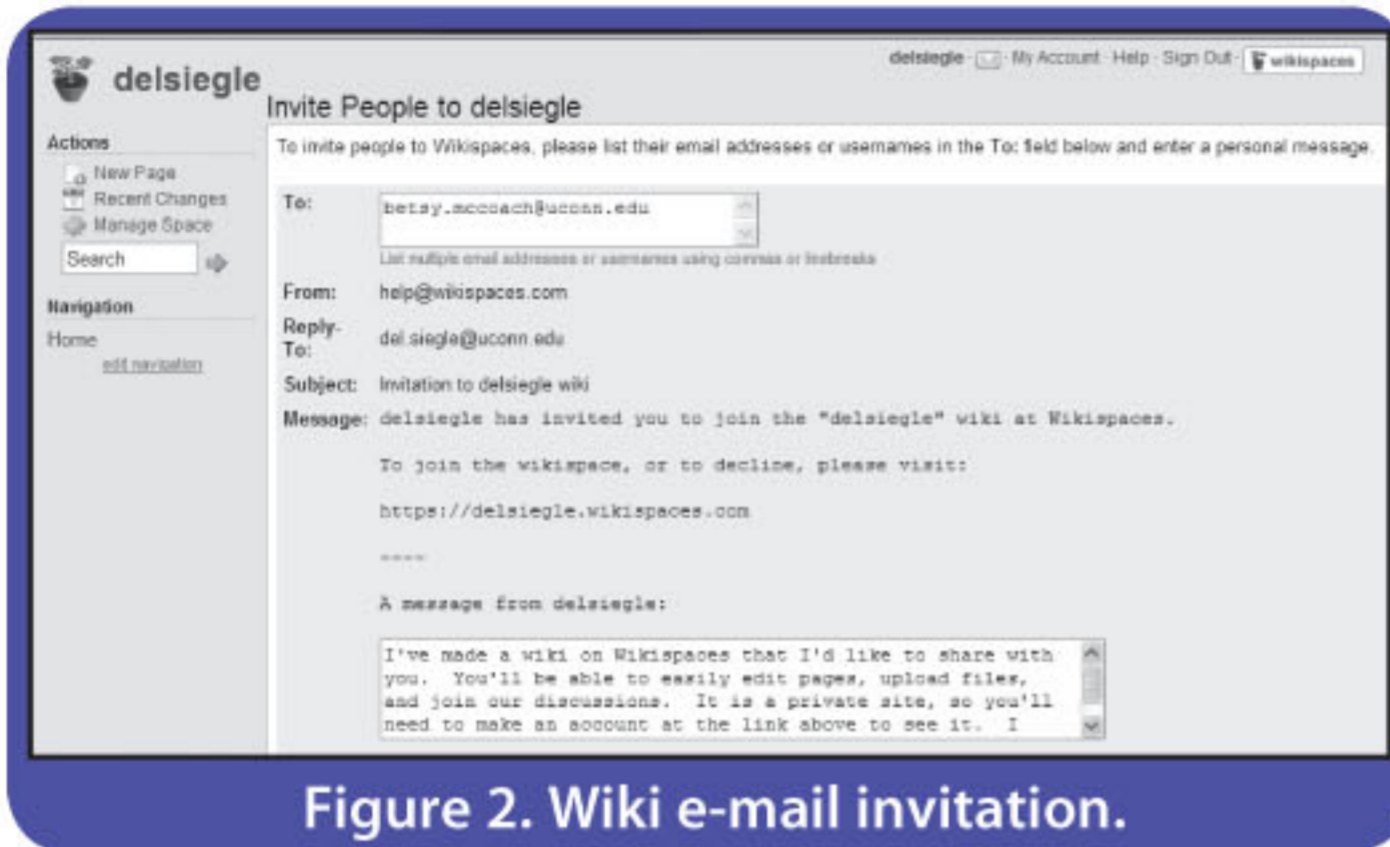 delsiegle
delsiegle · My Account · Help · Sign Out · wikispaces
Invite People to delsiegle
Actions
New Page
Recent Changes
Manage Space
Search
Navigation
Home
edit navigation
To invite people to Wikispaces, please list their email addresses or usernames in the To: field below and enter a personal message.
To: betsy.mccoach@uconn.edu
List multiple email addresses or usernames using commas or linebreaks
From: help@wikispaces.com
Reply-
To: del.siegle@uconn.edu
Subject: Invitation to delsiegle wiki
Message: delsiegle has invited you to join the "delsiegle" wiki at Wikispaces.
To join the wikispace, or to decline, please visit:
https://delsiegle.wikispaces.com
----
A message from delsiegle:
I've made a wiki on Wikispaces that I'd like to share with
you. You'll be able to easily edit pages, upload files,
and join our discussions. It is a private site, so you'll
need to make an account at the link above to see it. I
Figure 2. Wiki e-mail invitation.